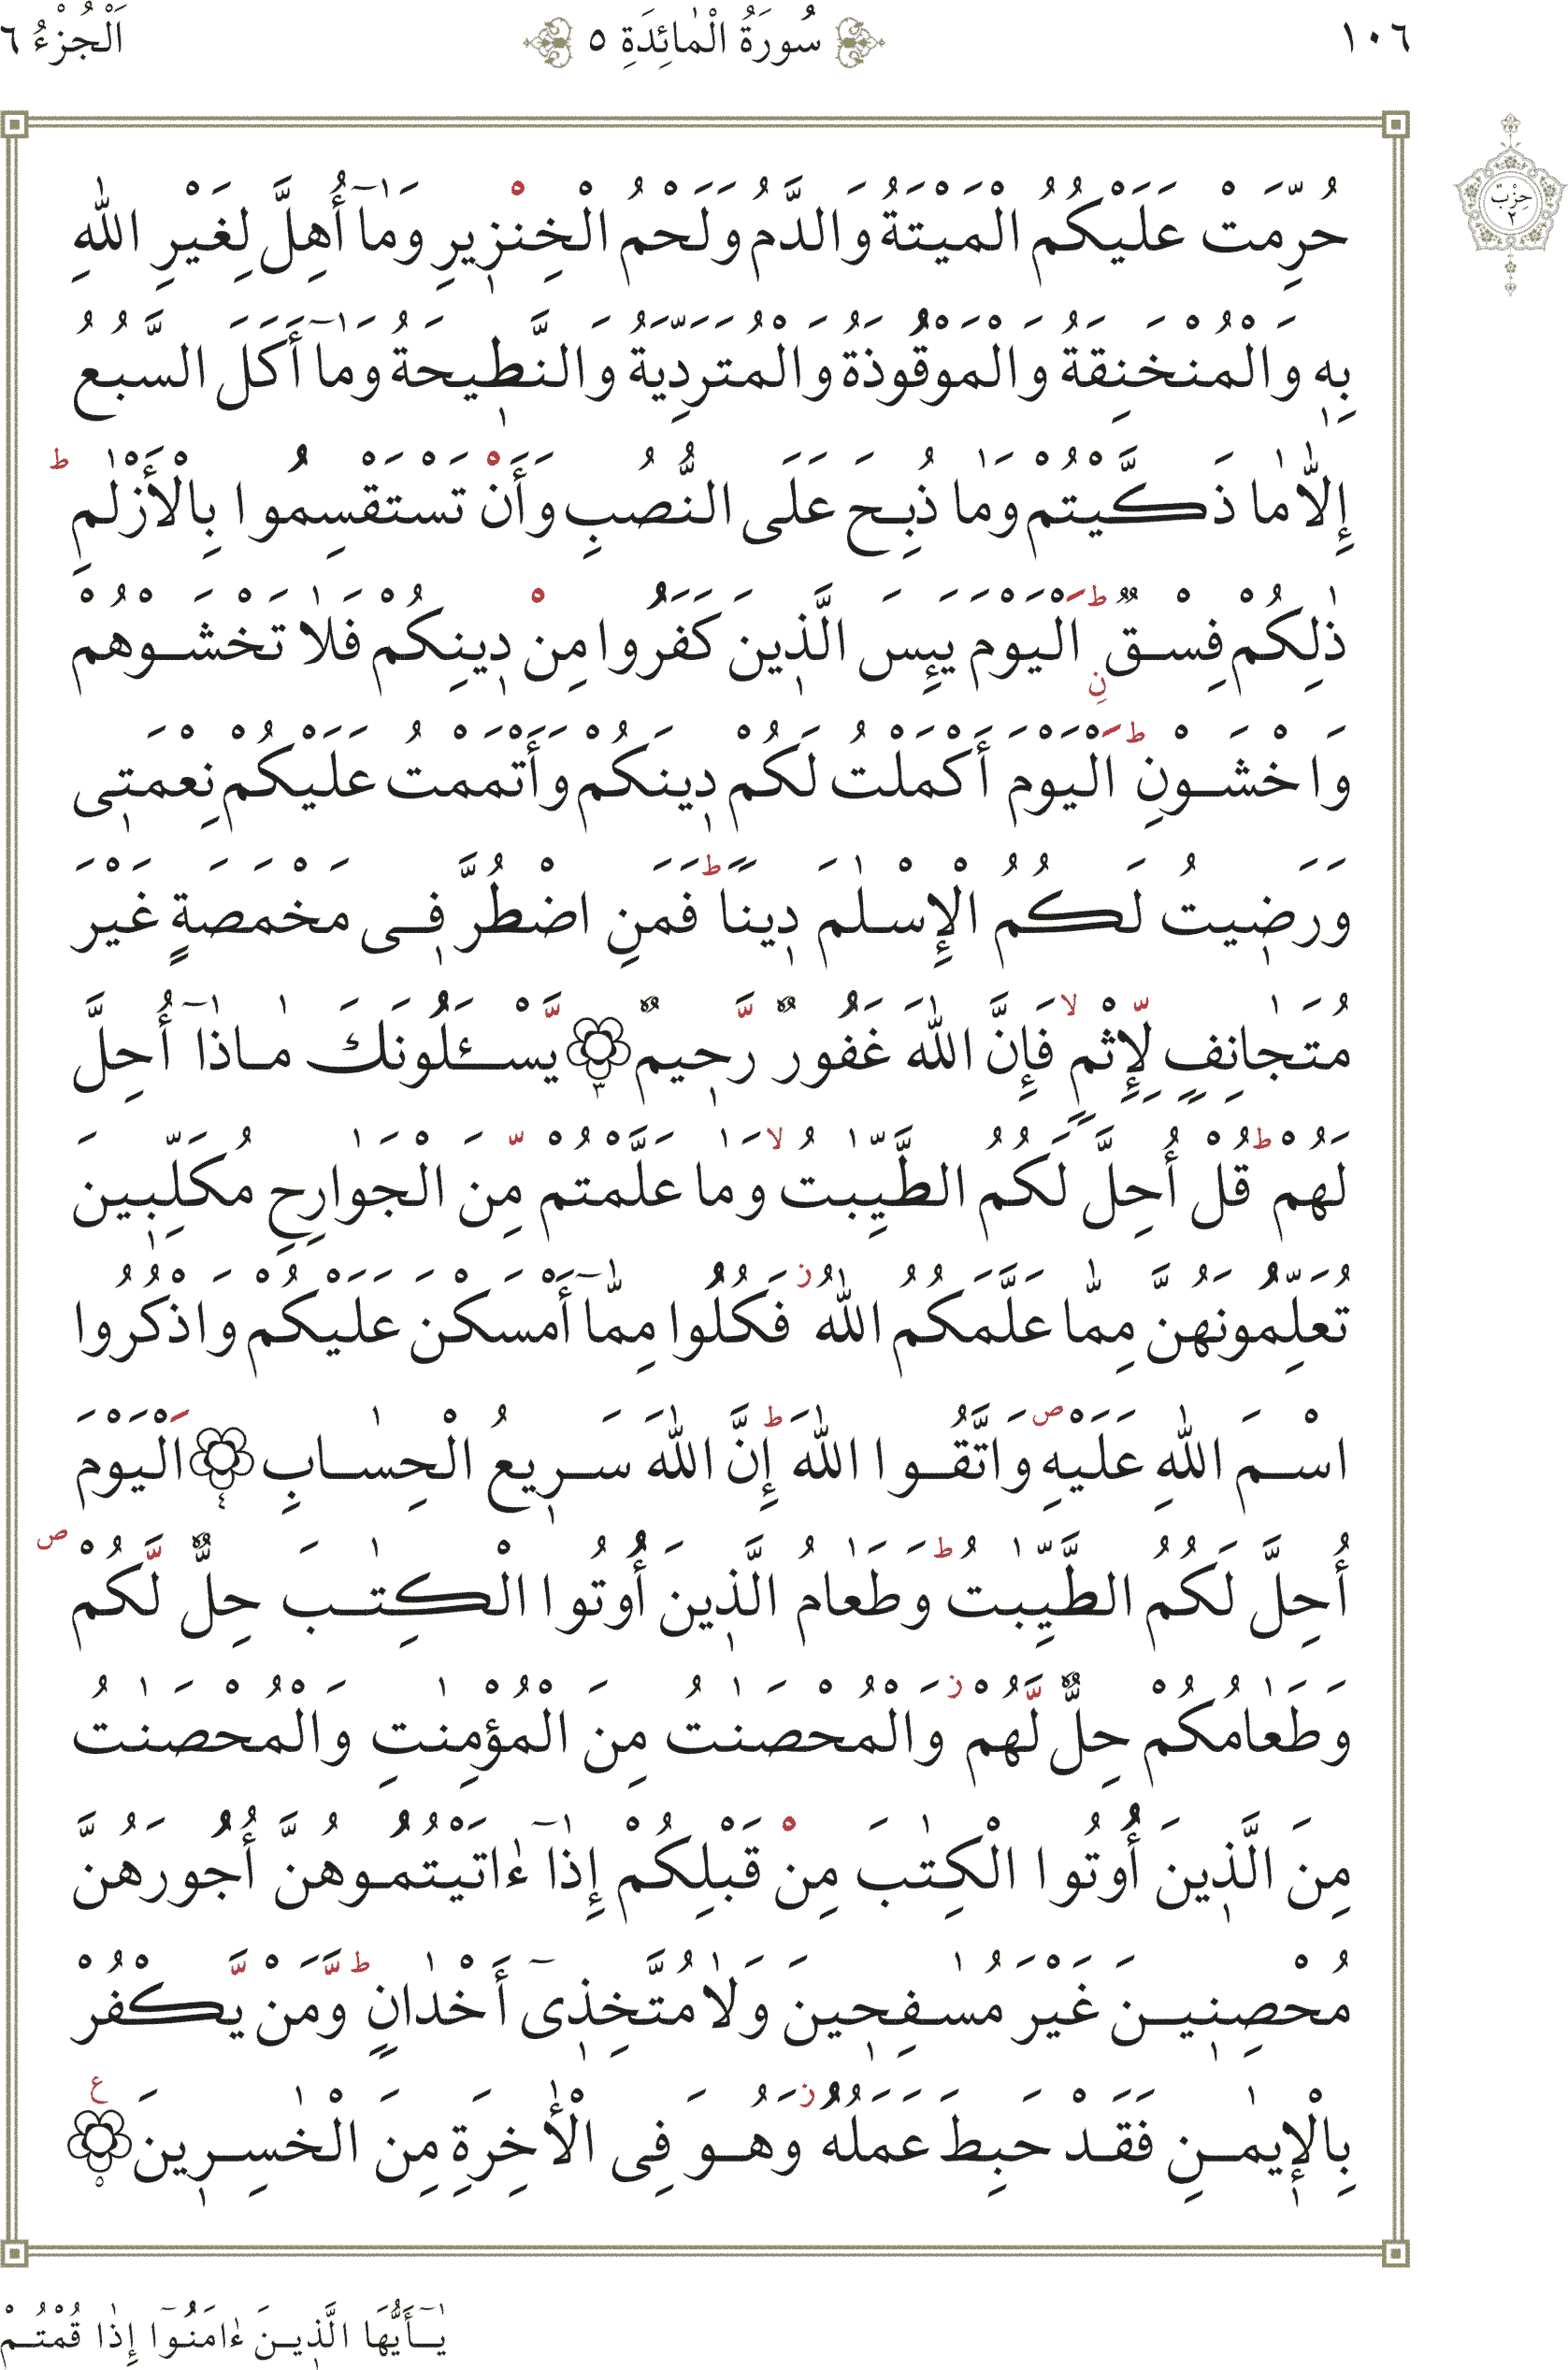 ١٠٦ سُورَةُ الْمٰائِدَةِ ٥ اَلْجُزْءُ ٦
حِزْبٌ
٢
حُرِّمَتْ عَلَيْكُمُ الْمَيْتَةُ وَالدَّمُ وَلَحْمُ الْخِنْزٖيرِ وَمٰآ أُهِلَّ لِغَيْرِ اللّٰهِ
بِهٖ وَالْمُنْخَنِقَةُ وَالْمَوْقُوذَةُ وَالْمُتَرَدِّيَةُ وَالنَّطٖيحَةُ وَمٰآ أَكَلَ السَّبُعُ
إِلّٰا مٰا ذَكَّيْتُمْ وَمٰا ذُبِحَ عَلَى النُّصُبِ وَأَنْ تَسْتَقْسِمُوا بِالْأَزْلٰمِ ط
ذٰلِكُمْ فِسْقٌ ط نِ الْيَوْمَ يَئِسَ الَّذٖينَ كَفَرُوا مِنْ دٖينِكُمْ فَلٰا تَخْشَوْهُمْ
وَاخْشَوْنِ ط اَلْيَوْمَ أَكْمَلْتُ لَكُمْ دٖينَكُمْ وَأَتْمَمْتُ عَلَيْكُمْ نِعْمَتٖى
وَرَضٖيتُ لَكُمُ الْإِسْلٰمَ دٖينًا ط فَمَنِ اضْطُرَّ فٖى مَخْمَصَةٍ غَيْرَ
مُتَجٰانِفٍ لِّإِثْمٍ لا فَإِنَّ اللّٰهَ غَفُورٌ رَّحٖيمٌ ٣ يَّسْـَٔلُونَكَ مٰاذٰآ أُحِلَّ
لَهُمْ ط قُلْ أُحِلَّ لَكُمُ الطَّيِّبٰتُ لا وَمٰا عَلَّمْتُمْ مِّنَ الْجَوٰارِحِ مُكَلِّبٖينَ
تُعَلِّمُونَهُنَّ مِمّٰا عَلَّمَكُمُ اللّٰهُ ز فَكُلُوا مِمّٰآ أَمْسَكْنَ عَلَيْكُمْ وَاذْكُرُوا
اسْمَ اللّٰهِ عَلَيْهِ ص وَاتَّقُوا اللّٰهَ ط إِنَّ اللّٰهَ سَرٖيعُ الْحِسٰابِ ٤ اَلْيَوْمَ
أُحِلَّ لَكُمُ الطَّيِّبٰتُ ط وَطَعٰامُ الَّذٖينَ أُوتُوا الْكِتٰبَ حِلٌّ لَّكُمْ ص
وَطَعٰامُكُمْ حِلٌّ لَّهُمْ ز وَالْمُحْصَنٰتُ مِنَ الْمُؤْمِنٰتِ وَالْمُحْصَنٰتُ
مِنَ الَّذٖينَ أُوتُوا الْكِتٰبَ مِنْ قَبْلِكُمْ إِذٰآ ءٰاتَيْتُمُوهُنَّ أُجُورَهُنَّ
مُحْصِنٖينَ غَيْرَ مُسٰفِحٖينَ وَلٰا مُتَّخِذٖىٓ أَخْدٰانٍ ط وَّمَنْ يَّكْفُرْ
بِالْإٖيمٰنِ فَقَدْ حَبِطَ عَمَلُهُ ز وَهُوَ فِى الْأٰخِرَةِ مِنَ الْخٰسِرٖينَ ٥ ع
يٰٓأَيُّهَا الَّذٖينَ ءٰامَنُوٓا إِذٰا قُمْتُمْ